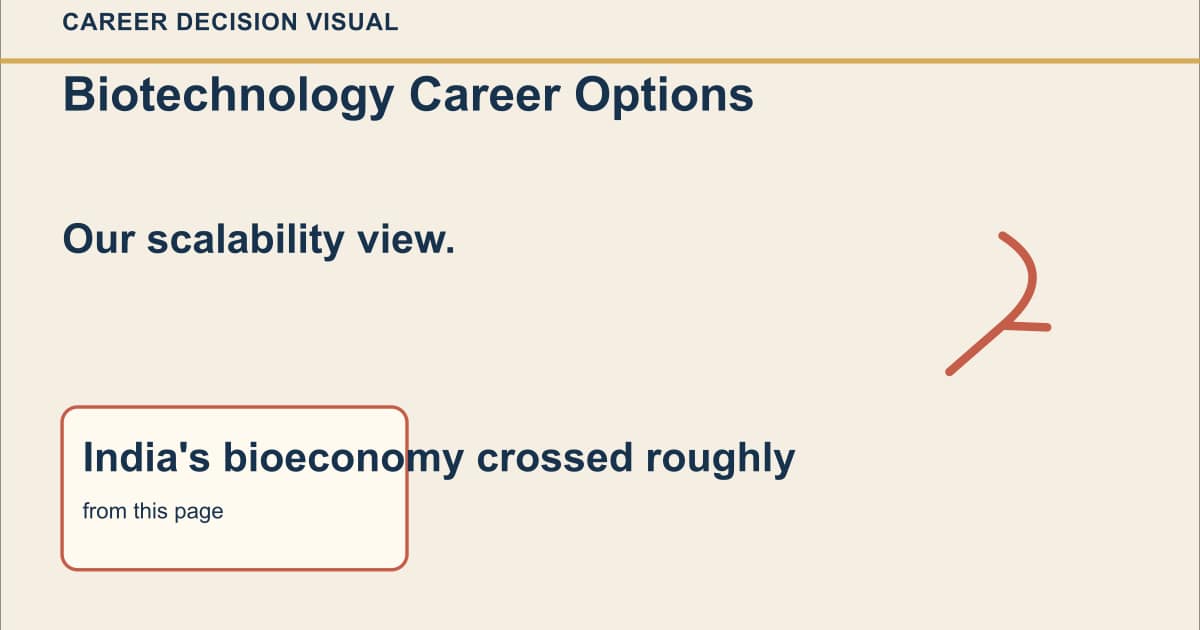 CAREER DECISION VISUAL
Biotechnology Career Options
Our scalability view.
India's bioeconomy crossed roughly
from this page